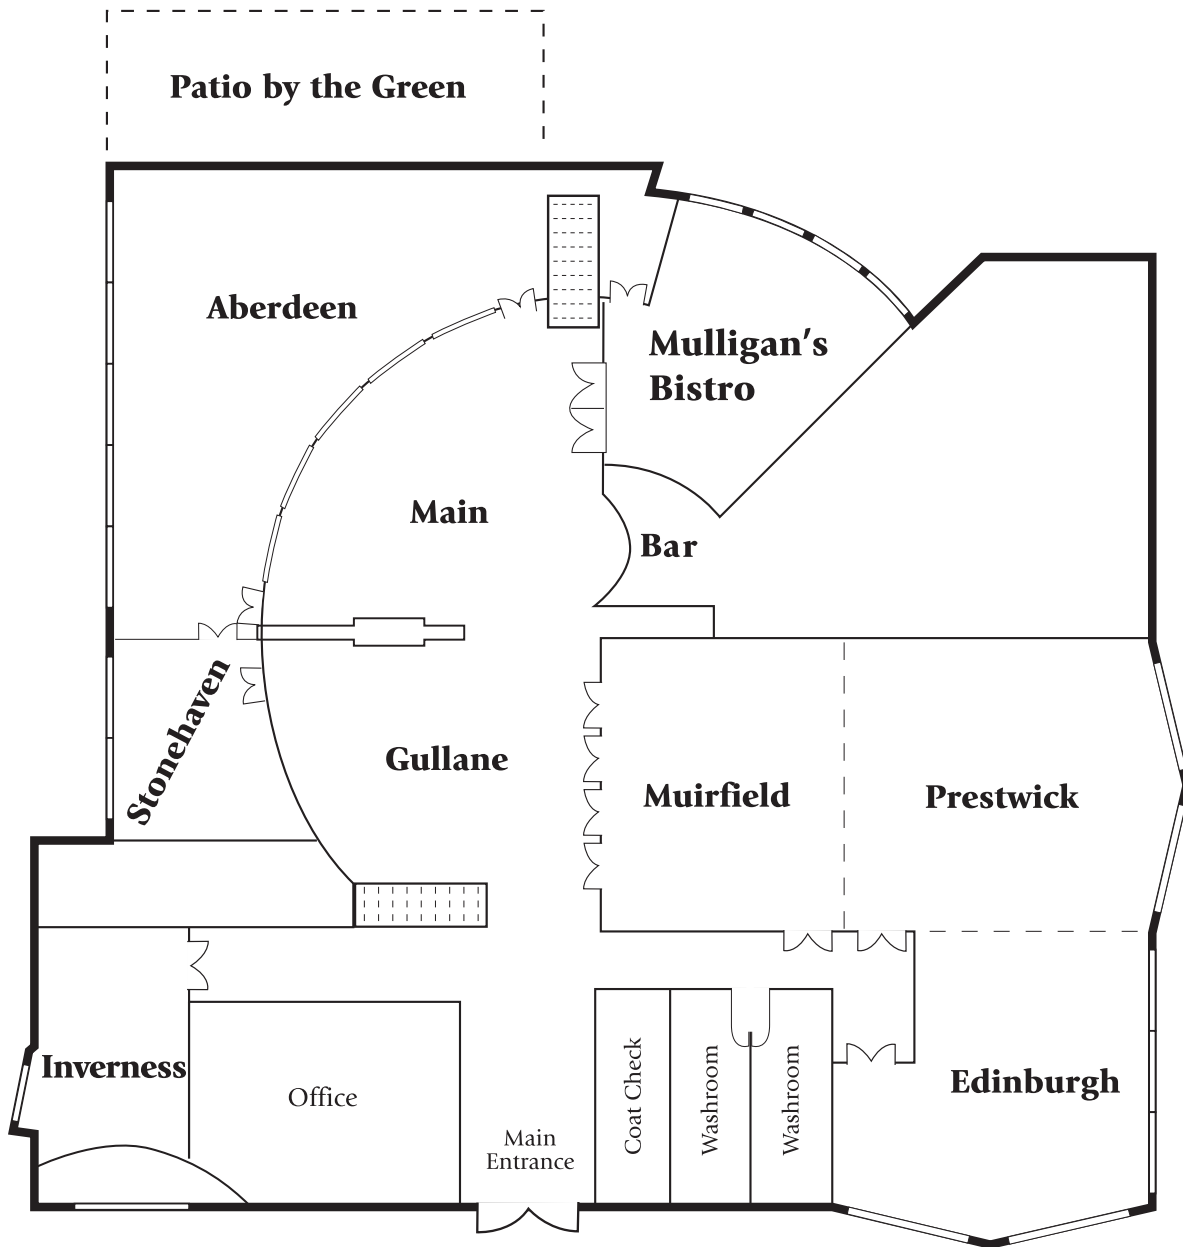 Patio by the Green
Aberdeen
Mulligan's
Bistro
Main
Bar
Stonehaven
Gullane
Muirfield
Prestwick
Inverness
Office
Main
Entrance
Coat Check
Washroom
Washroom
Edinburgh